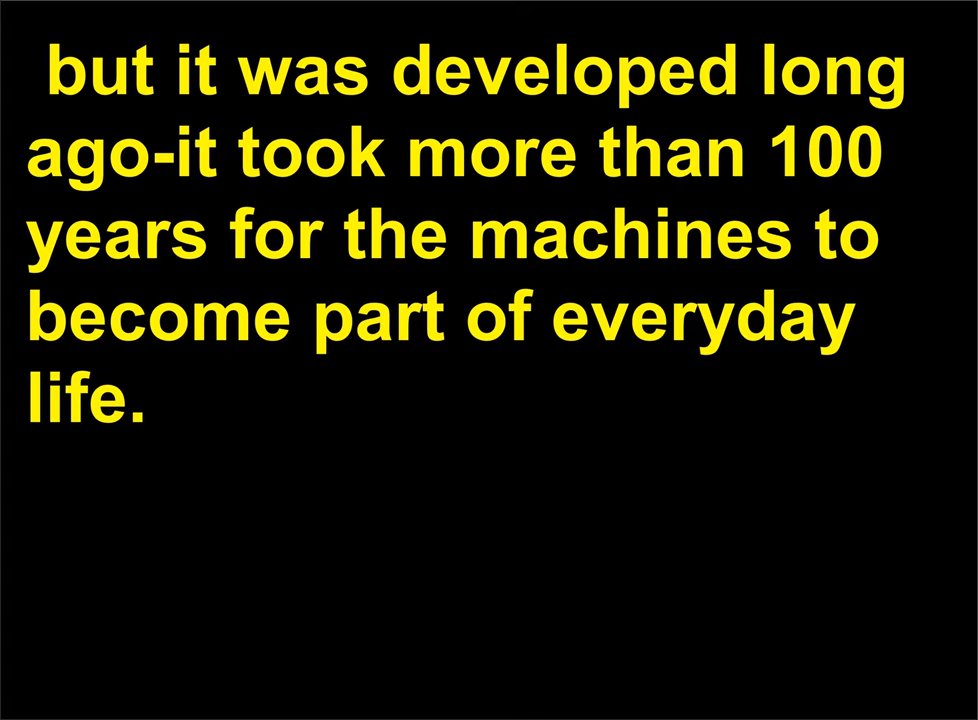 but it was developed long
ago-it took more than 100
years for the machines to
become part of everyday
life.